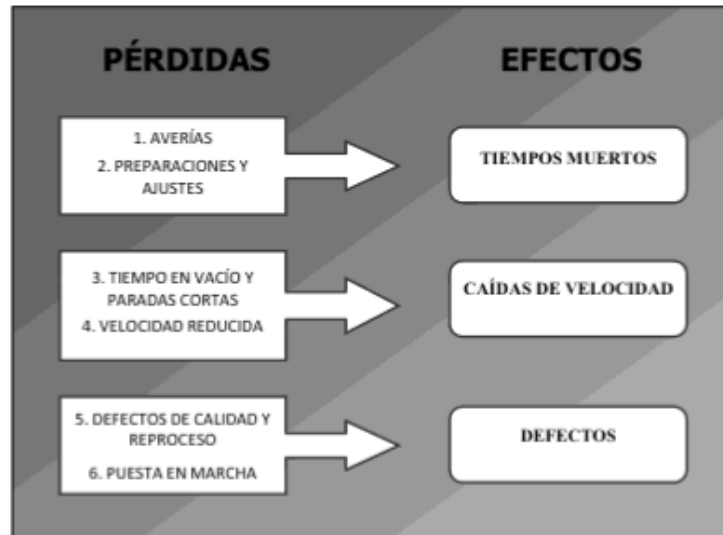 PÉRDIDAS
EFECTOS
1. AVERÍAS
2. PREPARACIONES Y
AJUSTES
TIEMPOS MUERTOS
3. TIEMPO EN VACÍO Y
PARADAS CORTAS
4. VELOCIDAD REDUCIDA
CAÍDAS DE VELOCIDAD
5. DEFECTOS DE CALIDAD Y
REPROCESO
6. PUESTA EN MARCHA
DEFECTOS